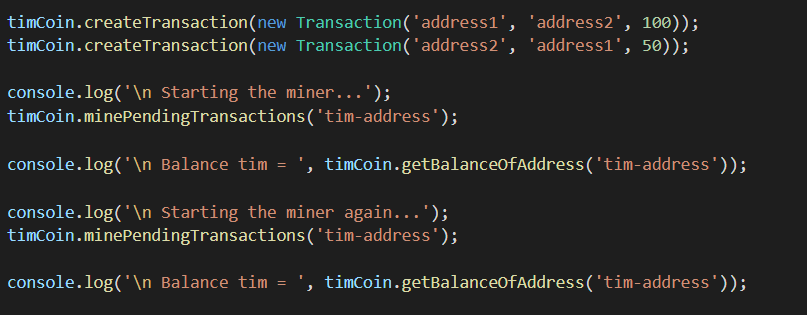 timCoin.createTransaction(new Transaction('address1', 'address2', 100));
timCoin.createTransaction(new Transaction('address2', 'address1', 50));
console.log('\n Starting the miner...');
timCoin.minePendingTransactions('tim-address');
console.log('\n Balance tim = ', timCoin.getBalanceOfAddress('tim-address'));
console.log('\n Starting the miner again...');
timCoin.minePendingTransactions('tim-address');
console.log('\n Balance tim = ', timCoin.getBalanceOfAddress('tim-address'));